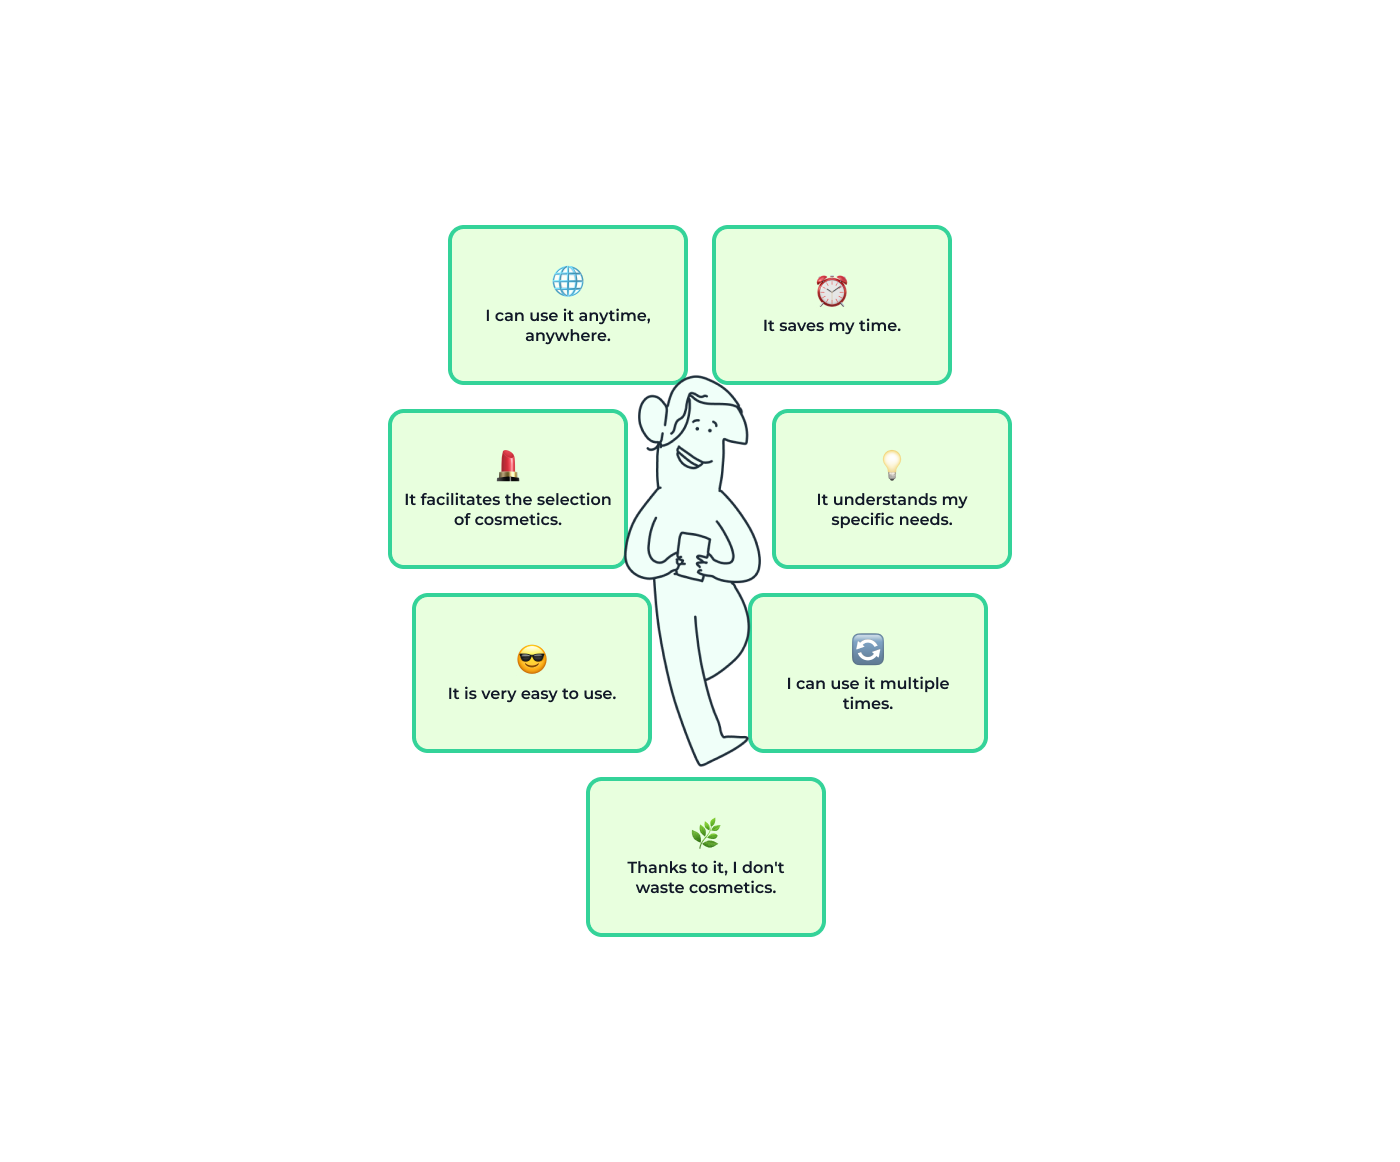 I can use it anytime,
anywhere.
It saves my time.
It facilitates the selection
of cosmetics.
It understands my
specific needs.
It is very easy to use.
I can use it multiple
times.
Thanks to it, I don't
waste cosmetics.